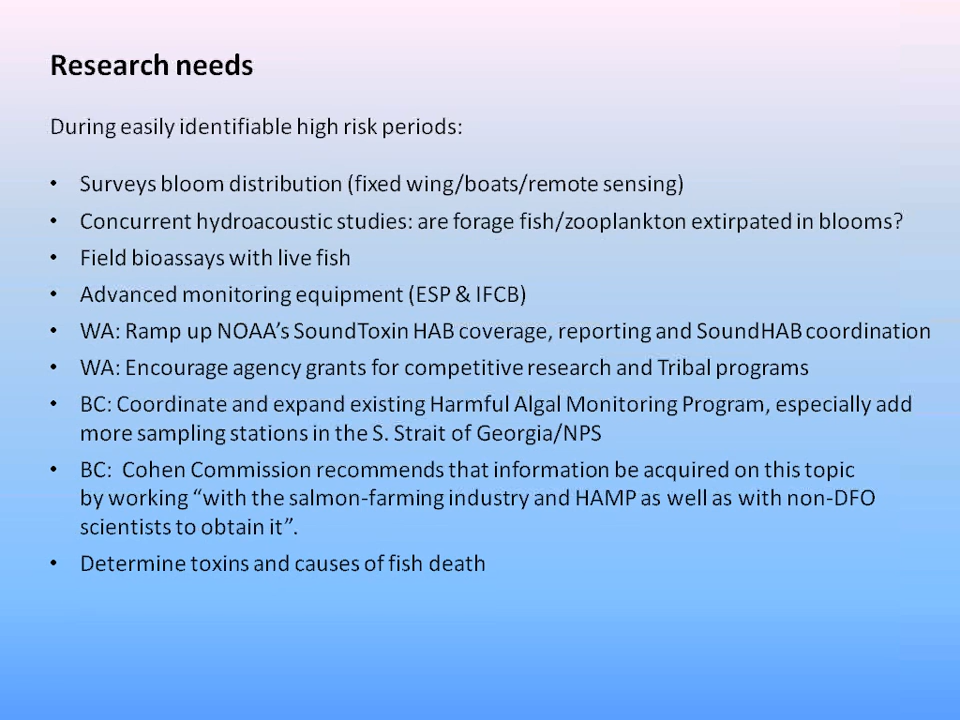 Research needs
During easily identifiable high risk periods:
• Surveys bloom distribution (fixed wing/boats/remote sensing)
• Concurrent hydroacoustic studies: are forage fish/zooplankton extirpated in blooms?
• Field bioassays with live fish
• Advanced monitoring equipment (ESP & IFCB)
• WA: Ramp up NOAA’s SoundToxin HAB coverage, reporting and SoundHAB coordination
• WA: Encourage agency grants for competitive research and Tribal programs
• BC: Coordinate and expand existing Harmful Algal Monitoring Program, especially add
more sampling stations in the S. Strait of Georgia/NPS
• BC: Cohen Commission recommends that information be acquired on this topic
by working “with the salmon-farming industry and HAMP as well as with non-DFO
scientists to obtain it”.
• Determine toxins and causes of fish death